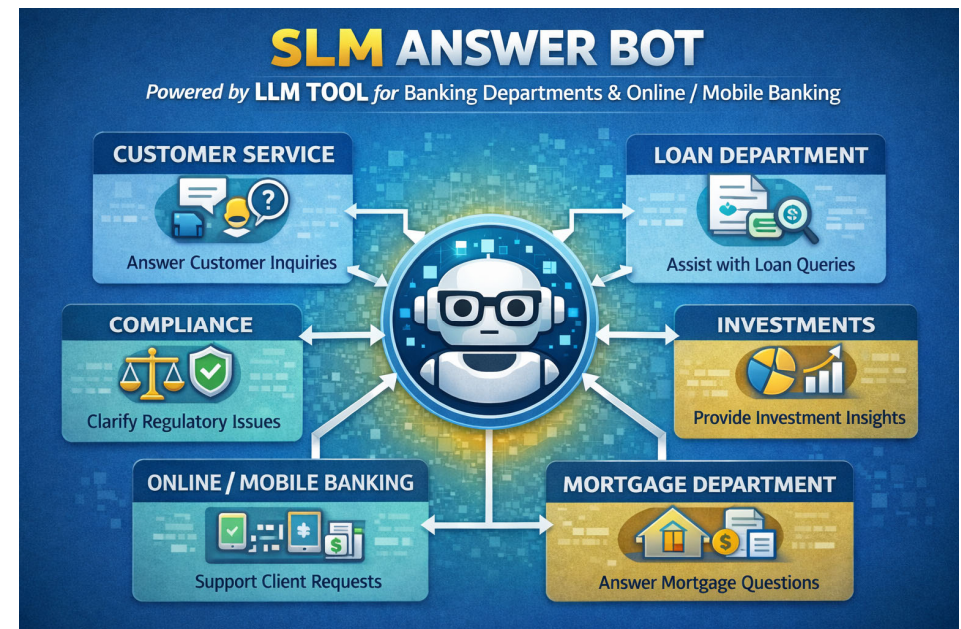 SLM ANSWER BOT
Powered by LLM TOOL for Banking Departments & Online / Mobile Banking
CUSTOMER SERVICE
?
Answer Customer Inquiries
LOAN DEPARTMENT
$
Assist with Loan Queries
COMPLIANCE
Clarify Regulatory Issues
INVESTMENTS
Provide Investment Insights
ONLINE / MOBILE BANKING
$
Support Client Requests
MORTGAGE DEPARTMENT
$
Answer Mortgage Questions